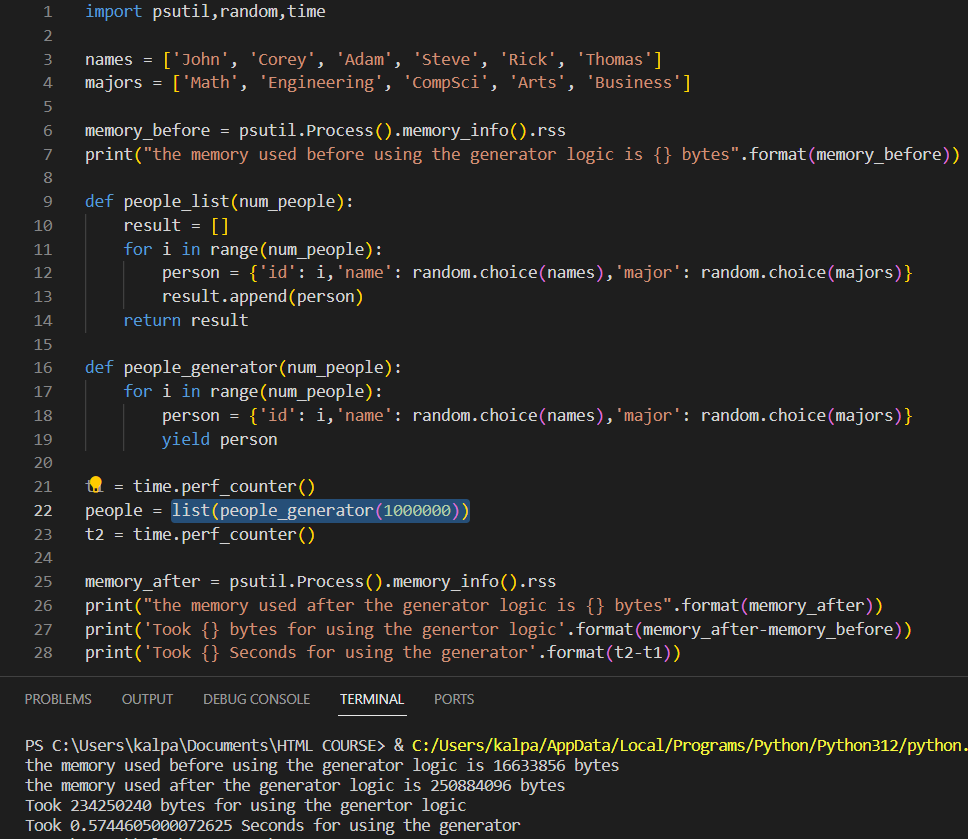 1 import psutil,random,time
2
3 names = ['John', 'Corey', 'Adam', 'Steve', 'Rick', 'Thomas']
4 majors = ['Math', 'Engineering', 'CompSci', 'Arts', 'Business']
5
6 memory_before = psutil.Process().memory_info().rss
7 print("the memory used before using the generator logic is {} bytes".format(memory_before))
8
9 def people_list(num_people):
10     result = []
11     for i in range(num_people):
12         person = {'id': i,'name': random.choice(names),'major': random.choice(majors)}
13         result.append(person)
14     return result
15
16 def people_generator(num_people):
17     for i in range(num_people):
18         person = {'id': i,'name': random.choice(names),'major': random.choice(majors)}
19         yield person
20
21 = time.perf_counter()
22 people = list(people_generator(1000000))
23 t2 = time.perf_counter()
24
25 memory_after = psutil.Process().memory_info().rss
26 print("the memory used after the generator logic is {} bytes".format(memory_after))
27 print('Took {} bytes for using the genertor logic'.format(memory_after-memory_before))
28 print('Took {} Seconds for using the generator'.format(t2-t1))
PROBLEMS OUTPUT DEBUG CONSOLE TERMINAL PORTS
PS C:\Users\kalpa\Documents\HTML COURSE> & C:/Users/kalpa/AppData/Local/Programs/Python/Python312/python.
the memory used before using the generator logic is 16633856 bytes
the memory used after the generator logic is 250884096 bytes
Took 234250240 bytes for using the genertor logic
Took 0.5744605000072625 Seconds for using the generator